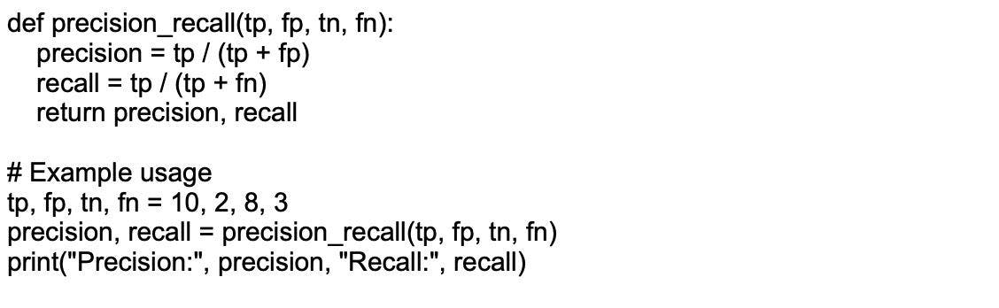 def precision_recall(tp, fp, tn, fn):
    precision = tp / (tp + fp)
    recall = tp / (tp + fn)
    return precision, recall

# Example usage
tp, fp, tn, fn = 10, 2, 8, 3
precision, recall = precision_recall(tp, fp, tn, fn)
print("Precision:", precision, "Recall:", recall)